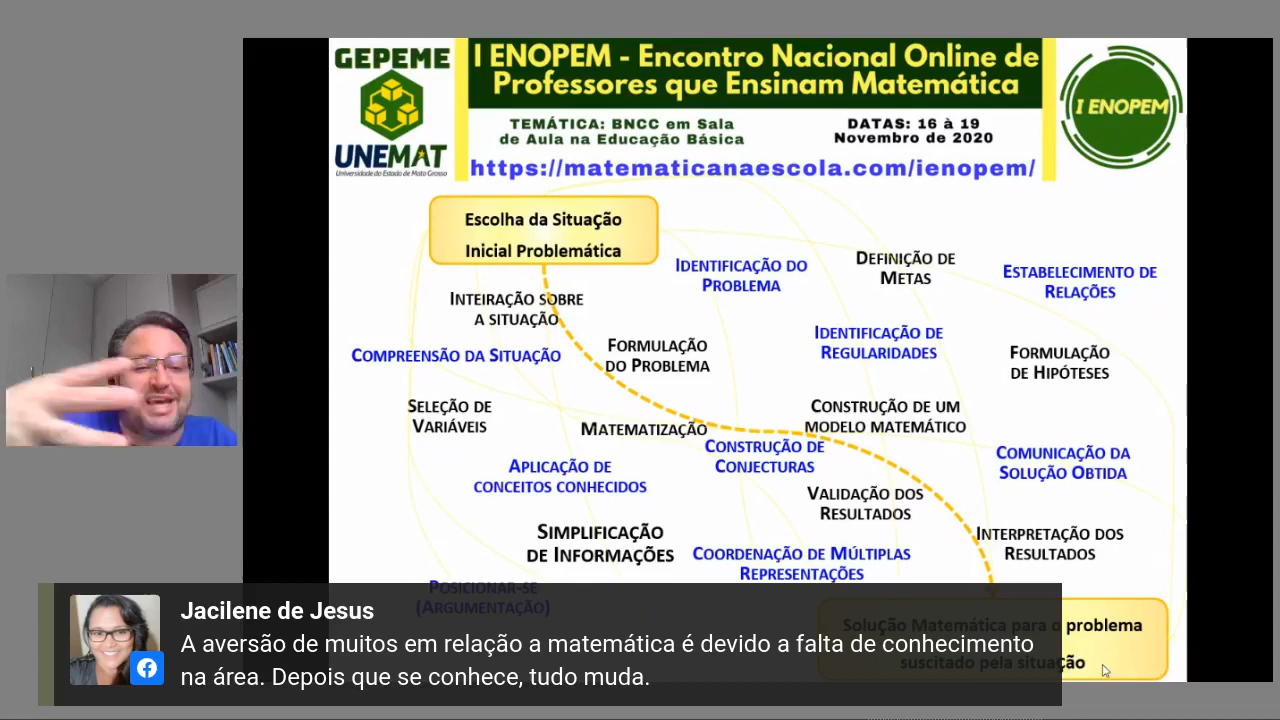 GEPEME
UNEMAT
Universidade do Estado de Mato Grosso
I ENOPEM - Encontro Nacional Online de
Professores que Ensinam Matemática
TEMÁTICA: BNCC em Sala
de Aula na Educação Básica
DATAS: 16 à 19
Novembro de 2020
https://matematicanaescola.com/ienopem/
I ENOPEM
Escolha da Situação
Inicial Problemática
IDENTIFICAÇÃO DO
PROBLEMA
DEFINIÇÃO DE
METAS
ESTABELECIMENTO DE
RELAÇÕES
INTEIRAÇÃO SOBRE
A SITUAÇÃO
COMPREENSÃO DA SITUAÇÃO
FORMULAÇÃO
DO PROBLEMA
IDENTIFICAÇÃO DE
REGULARIDADES
FORMULAÇÃO
DE HIPÓTESES
SELEÇÃO DE
VARIÁVEIS
MATEMATIZAÇÃO
CONSTRUÇÃO DE UM
MODELO MATEMÁTICO
CONSTRUÇÃO DE
CONJECTURAS
COMUNICAÇÃO DA
SOLUÇÃO OBTIDA
APLICAÇÃO DE
CONCEITOS CONHECIDOS
VALIDAÇÃO DOS
RESULTADOS
SIMPLIFICAÇÃO
DE INFORMAÇÕES
INTERPRETAÇÃO DOS
RESULTADOS
COORDENAÇÃO DE MÚLTIPLAS
REPRESENTAÇÕES
POSICIONAR-SE
(ARGUMENTAÇÃO)
Solução Matemática para o problema
suscitado pela situação
Jacilene de Jesus
A aversão de muitos em relação a matemática é devido a falta de conhecimento
na área. Depois que se conhece, tudo muda.